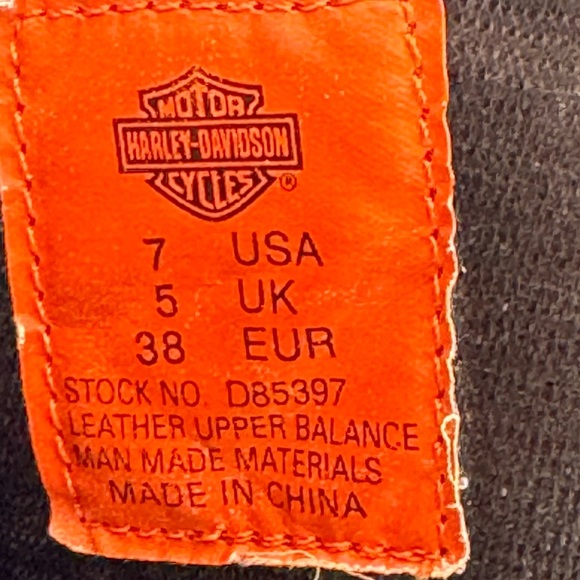 MOTOR
HARLEY-DAVIDSON
CYCLES ®
7 USA
5 UK
38 EUR
STOCK NO. D85397
LEATHER UPPER BALANCE
MAN MADE MATERIALS
MADE IN CHINA